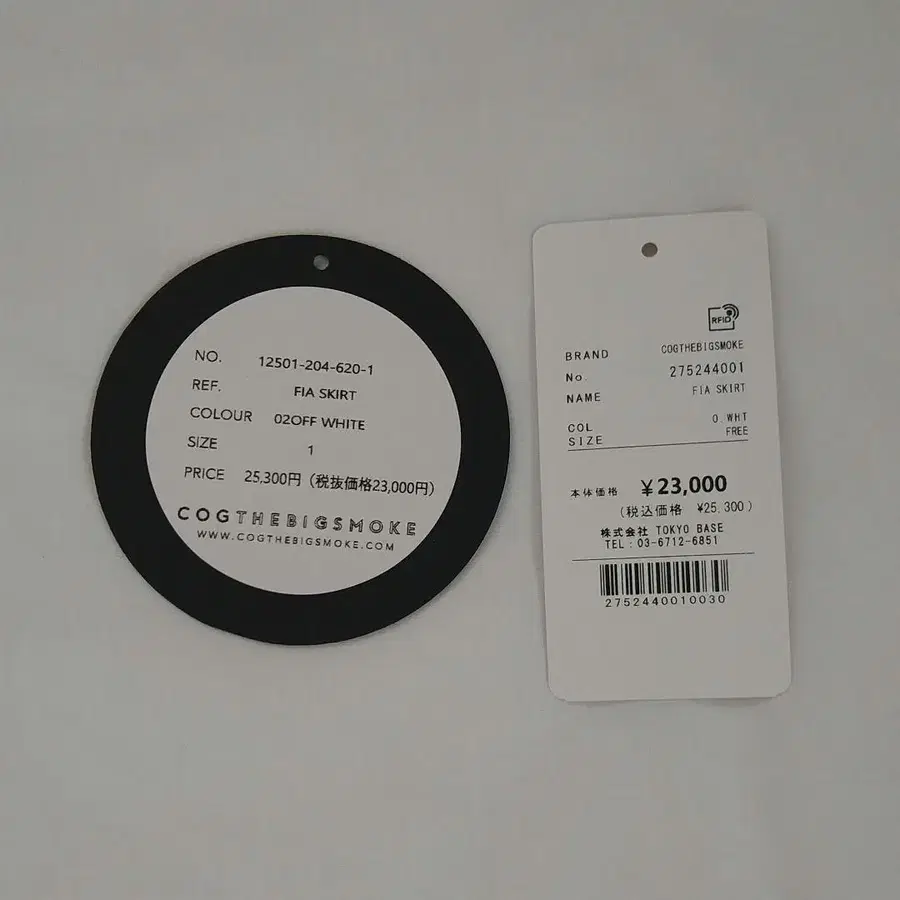 NO. 12501-204-620-1
REF. FIA SKIRT
COLOUR 02OFF WHITE
SIZE 1
PRICE 25,300円（税抜価格23,000円）
COGTHEBIGSMOKE
WWW.COGTHEBIGSMOKE.COM
RFID
BRAND COGTHEBIGSMOKE
No. 275244001
NAME FIA SKIRT
COL O.WHT
SIZE FREE
本体価格 ¥23,000
(税込価格 ¥25,300)
株式会社 TOKYO BASE
TEL:03-6712-6851
2752440010030